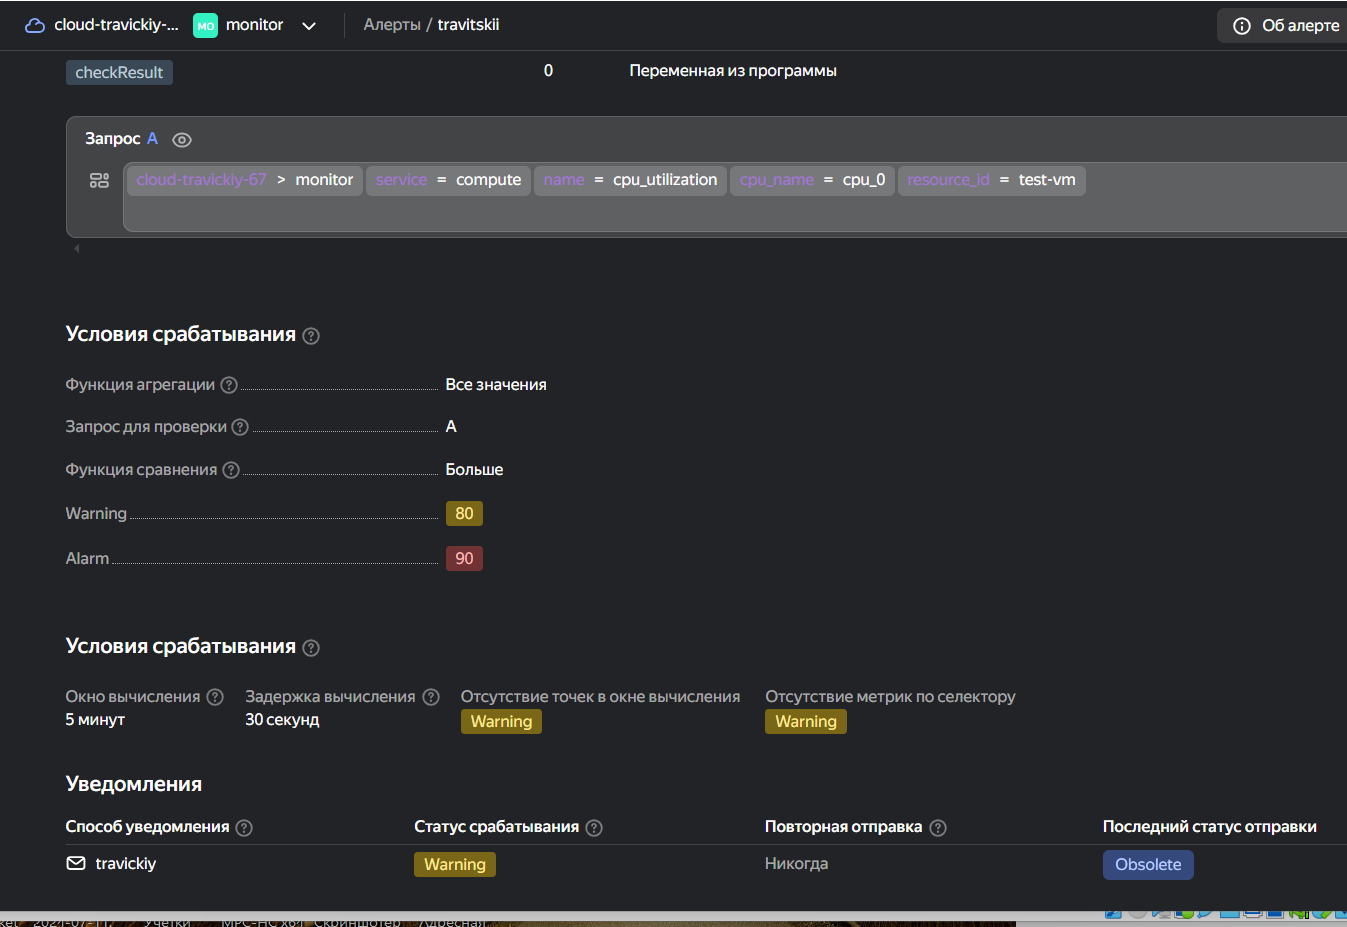 cloud-travickiy-... MO monitor Алерты / travitskii Об алерте
checkResult 0 Переменная из программы
Запрос A
cloud-travickiy-67 > monitor service = compute name = cpu_utilization cpu_name = cpu_0 resource_id = test-vm
Условия срабатывания
Функция агрегации Все значения
Запрос для проверки A
Функция сравнения Больше
Warning 80
Alarm 90
Условия срабатывания
Окно вычисления Задержка вычисления Отсутствие точек в окне вычисления Отсутствие метрик по селектору
5 минут 30 секунд Warning Warning
Уведомления
Способ уведомления Статус срабатывания Повторная отправка Последний статус отправки
travickiy Warning Никогда Obsolete